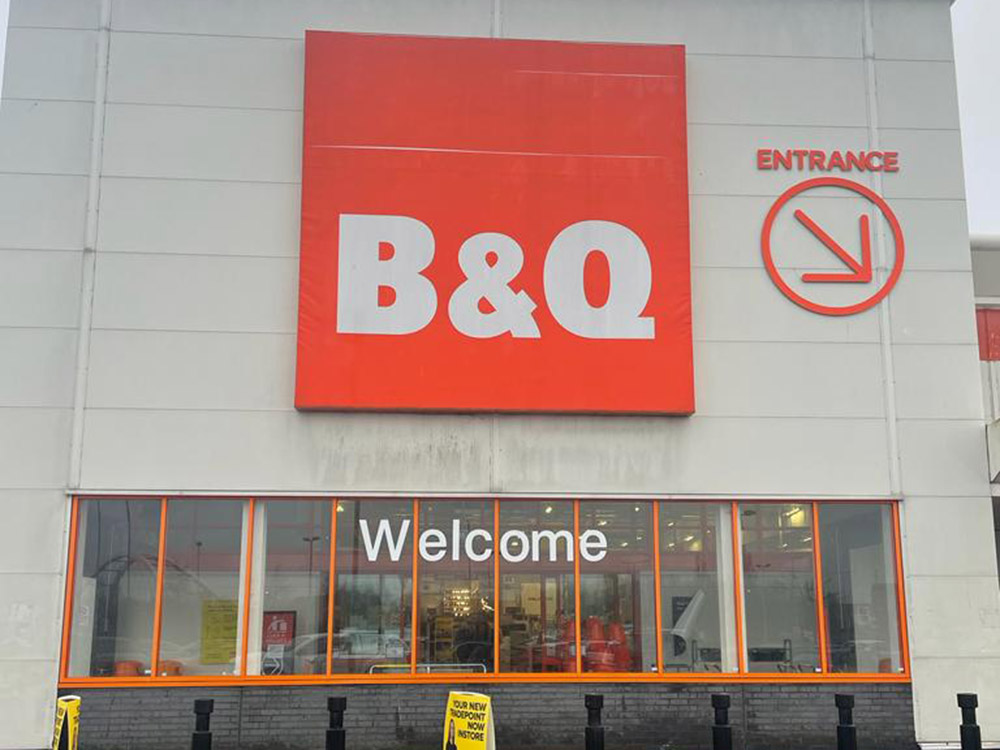 B&Q
ENTRANCE
Welcome
YOUR NEW
TRADEPOINT
NOW
INSTORE